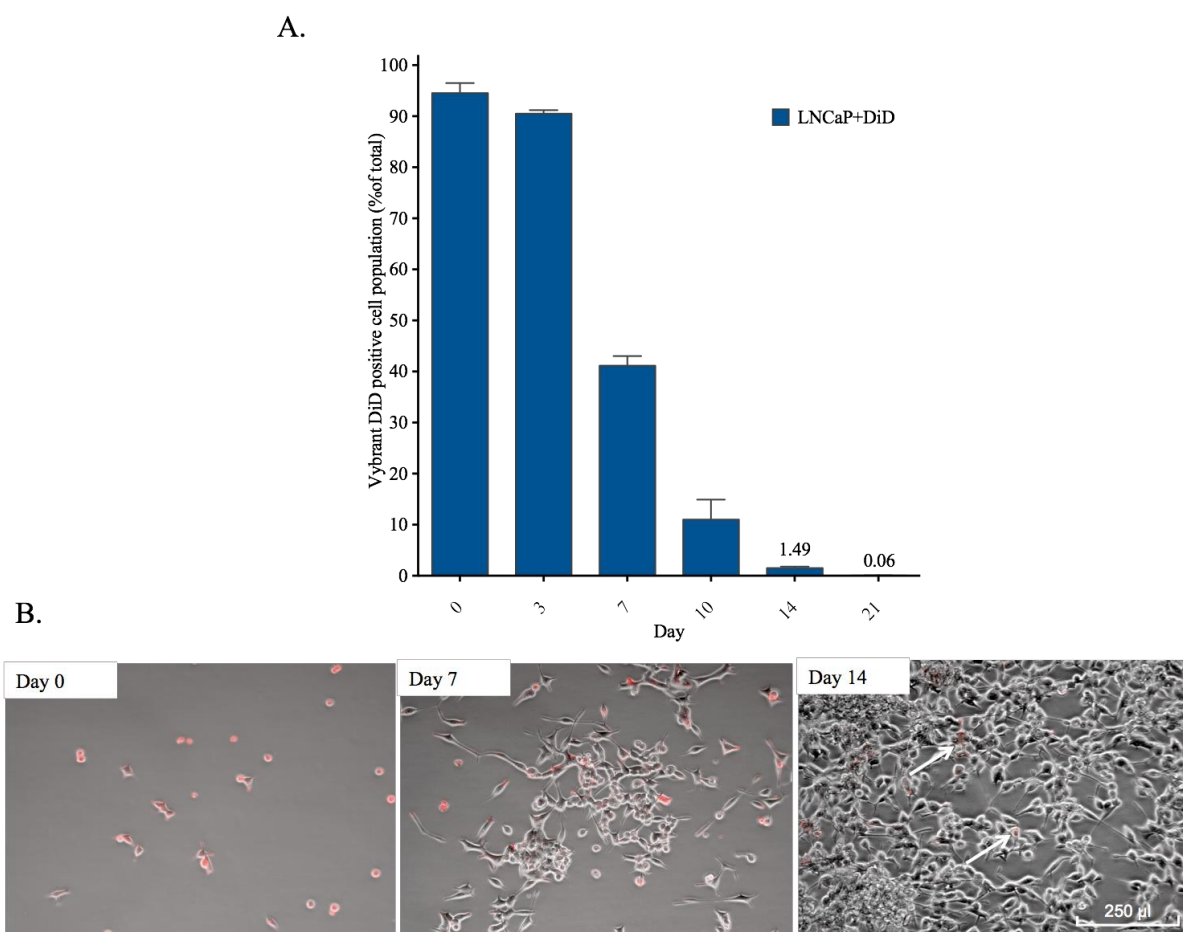 A.
100
90
80
70
60
50
40
30
20
10
0
Vybrant DiD positive cell population (%of total)
LNCaP+DiD
1.49
0.06
0
3
7
10
14
21
Day
B.
Day 0
Day 7
Day 14
250 µl